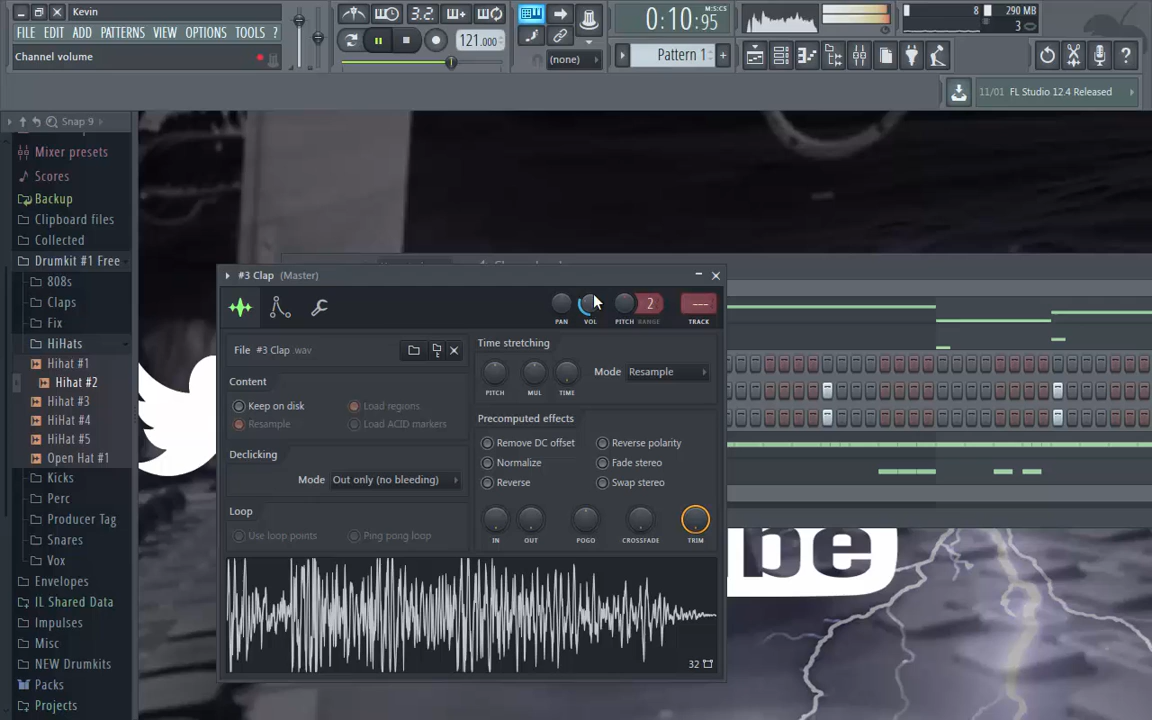 Kevin
FILE EDIT ADD PATTERNS VIEW OPTIONS TOOLS ?
Channel volume
3.2.
121.000
(none)
0:10:95
Pattern 1
8
290 MB
3
11/01 FL Studio 12.4 Released
Snap 9
Mixer presets
Scores
Backup
Clipboard files
Collected
Drumkit #1 Free
808s
Claps
Fix
HiHats
Hihat #1
Hihat #2
Hihat #3
HiHat #4
HiHat #5
Open Hat #1
Kicks
Perc
Producer Tag
Snares
Vox
Envelopes
IL Shared Data
Impulses
Misc
NEW Drumkits
Packs
Projects
#3 Clap (Master)
PAN VOL PITCH RANGE TRACK
2
---
File #3 Clap wav
Content
Keep on disk
Load regions
Resample
Load ACID markers
Declicking
Mode Out only (no bleeding)
Loop
Use loop points
Ping pong loop
Time stretching
PITCH MUL TIME
Mode Resample
Precomputed effects
Remove DC offset
Reverse polarity
Normalize
Fade stereo
Reverse
Swap stereo
IN OUT POGO CROSSFADE TRIM
32
be